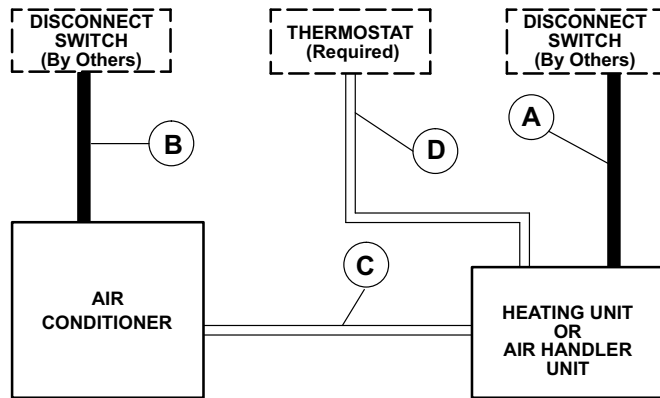 DISCONNECT
SWITCH
(By Others)
THERMOSTAT
(Required)
DISCONNECT
SWITCH
(By Others)
B
D
A
C
AIR
CONDITIONER
HEATING UNIT
OR
AIR HANDLER
UNIT